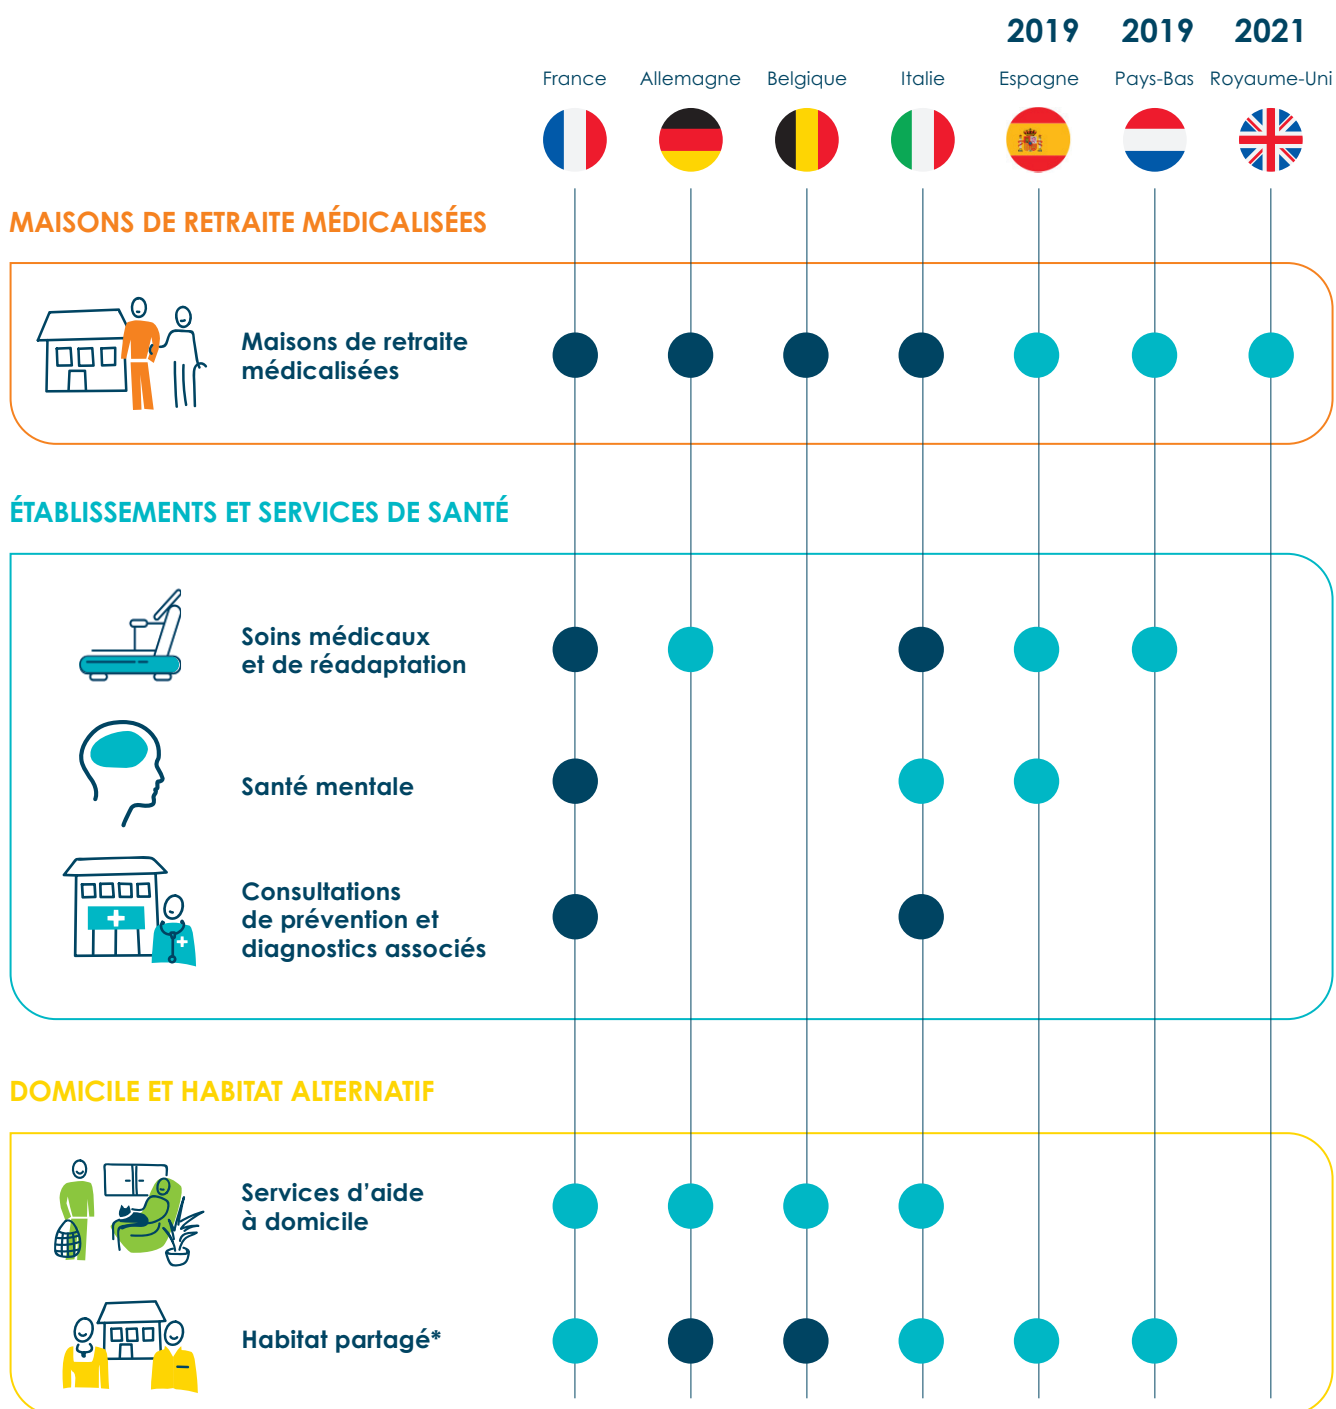 2019 2019 2021
France Allemagne Belgique Italie Espagne Pays-Bas Royaume-Uni
MAISONS DE RETRAITE MÉDICALISÉES
Maisons de retraite
médicalisées
ÉTABLISSEMENTS ET SERVICES DE SANTÉ
Soins médicaux
et de réadaptation
Santé mentale
Consultations
de prévention et
diagnostics associés
DOMICILE ET HABITAT ALTERNATIF
Services d’aide
à domicile
Habitat partagé*